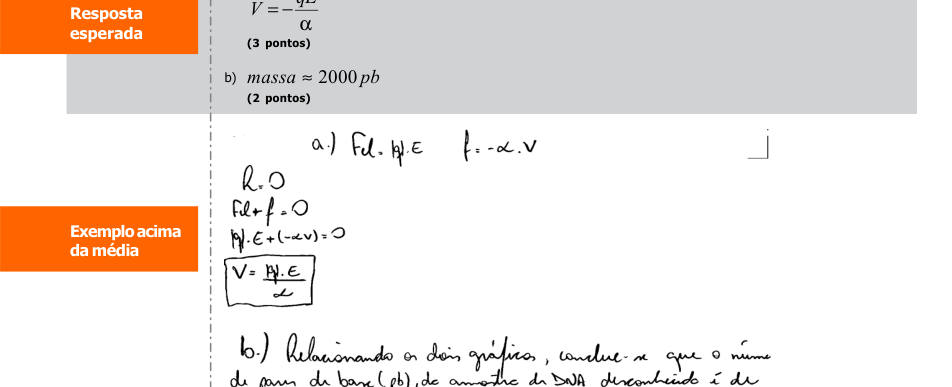 Resposta
esperada
V = - qE
α
(3 pontos)
b) massa ≈ 2000 pb
(2 pontos)
a.) Fel = |q|.E f = -α.V
R = 0
Fel + f = 0
|q|.E + (-αv) = 0
Exemplo acima
da média
V = |q|.E
α
b.) Relacionando os dois gráficos, conclue-se que o núme
de pares de base (pb), da amostra de DNA desconhecido é de